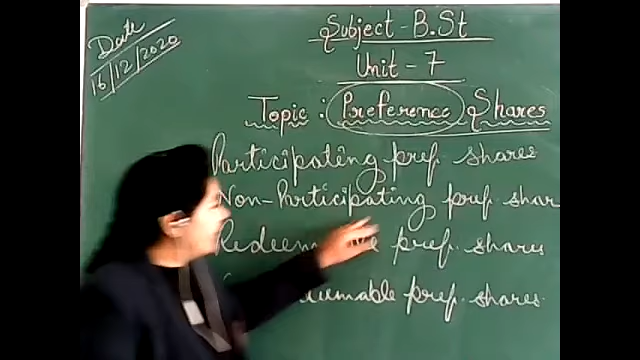 Date
16/12/2020
Subject - B.St
Unit - 7
Topic : Preference Shares
Participating pref. shares
Non-Participating pref. shar
pref. shares
pref. shares